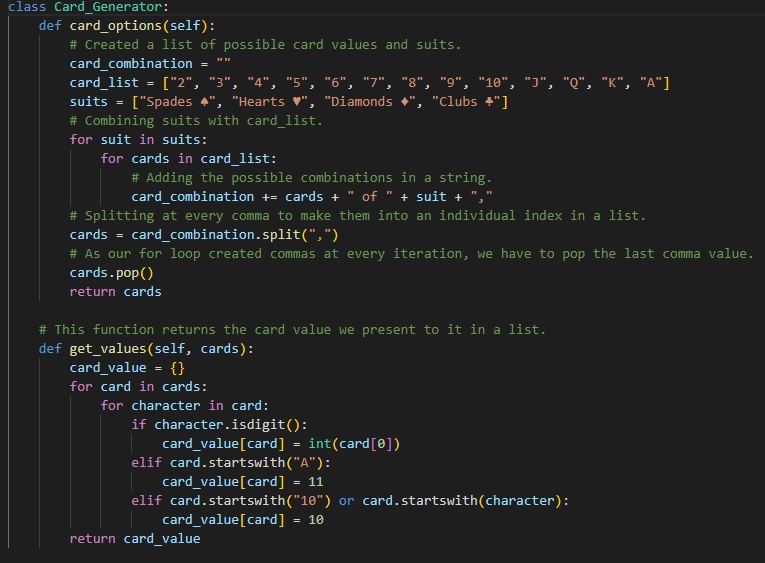 class Card_Generator:
    def card_options(self):
        # Created a list of possible card values and suits.
        card_combination = ""
        card_list = ["2", "3", "4", "5", "6", "7", "8", "9", "10", "J", "Q", "K", "A"]
        suits = ["Spades ♠", "Hearts ♥", "Diamonds ♦", "Clubs ♣"]
        # Combining suits with card_list.
        for suit in suits:
            for cards in card_list:
                # Adding the possible combinations in a string.
                card_combination += cards + " of " + suit + ","
        # Splitting at every comma to make them into an individual index in a list.
        cards = card_combination.split(",")
        # As our for loop created commas at every iteration, we have to pop the last comma value.
        cards.pop()
        return cards

    # This function returns the card value we present to it in a list.
    def get_values(self, cards):
        card_value = {}
        for card in cards:
            for character in card:
                if character.isdigit():
                    card_value[card] = int(card[0])
                elif card.startswith("A"):
                    card_value[card] = 11
                elif card.startswith("10") or card.startswith(character):
                    card_value[card] = 10
        return card_value